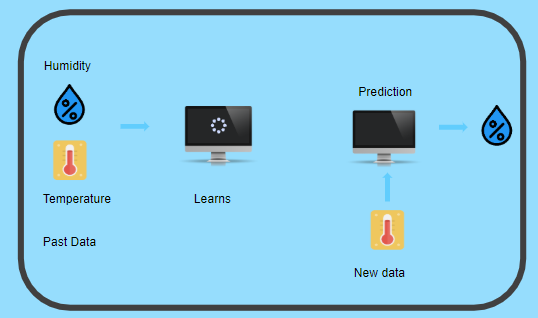 Humidity
Temperature
Past Data
Learns
Prediction
New data